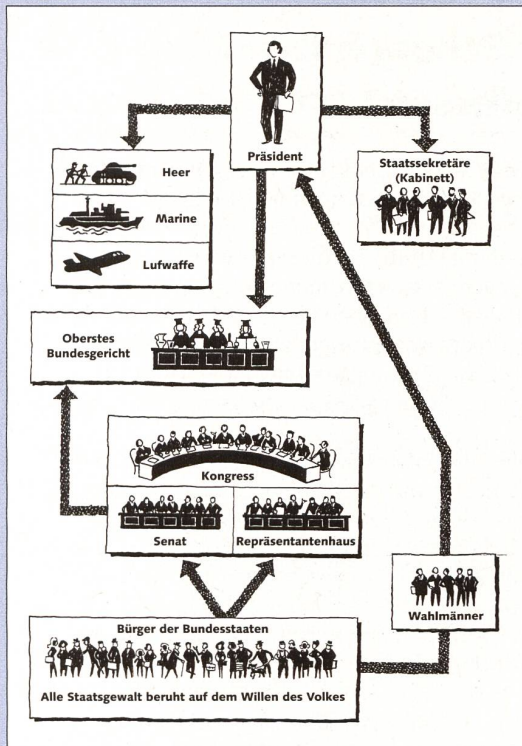 Präsident
Heer
Marine
Lufwaffe
Staatssekretäre
(Kabinett)
Oberstes
Bundesgericht
Kongress
Senat
Repräsentantenhaus
Wahlmänner
Bürger der Bundesstaaten
Alle Staatsgewalt beruht auf dem Willen des Volkes